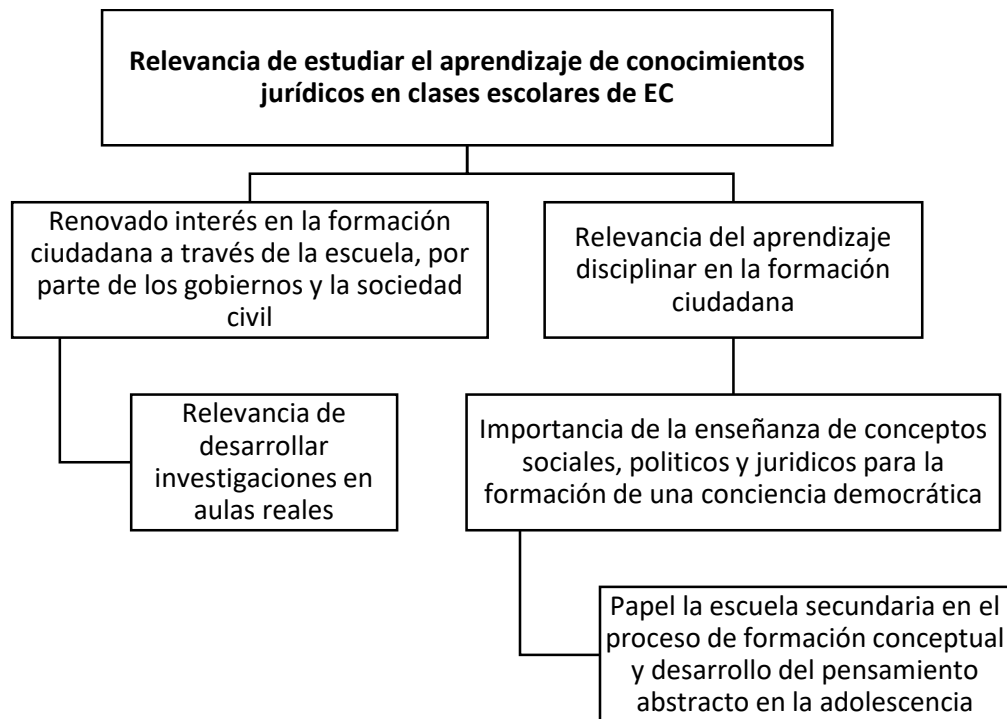 Relevancia de estudiar el aprendizaje de conocimientos
jurídicos en clases escolares de EC
Renovado interés en la formación
ciudadana a través de la escuela, por
parte de los gobiernos y la sociedad
civil
Relevancia del aprendizaje
disciplinar en la formación
ciudadana
Relevancia de
desarrollar
investigaciones en
aulas reales
Importancia de la enseñanza de conceptos
sociales, politicos y juridicos para la
formación de una conciencia democrática
Papel la escuela secundaria en el
proceso de formación conceptual
y desarrollo del pensamiento
abstracto en la adolescencia